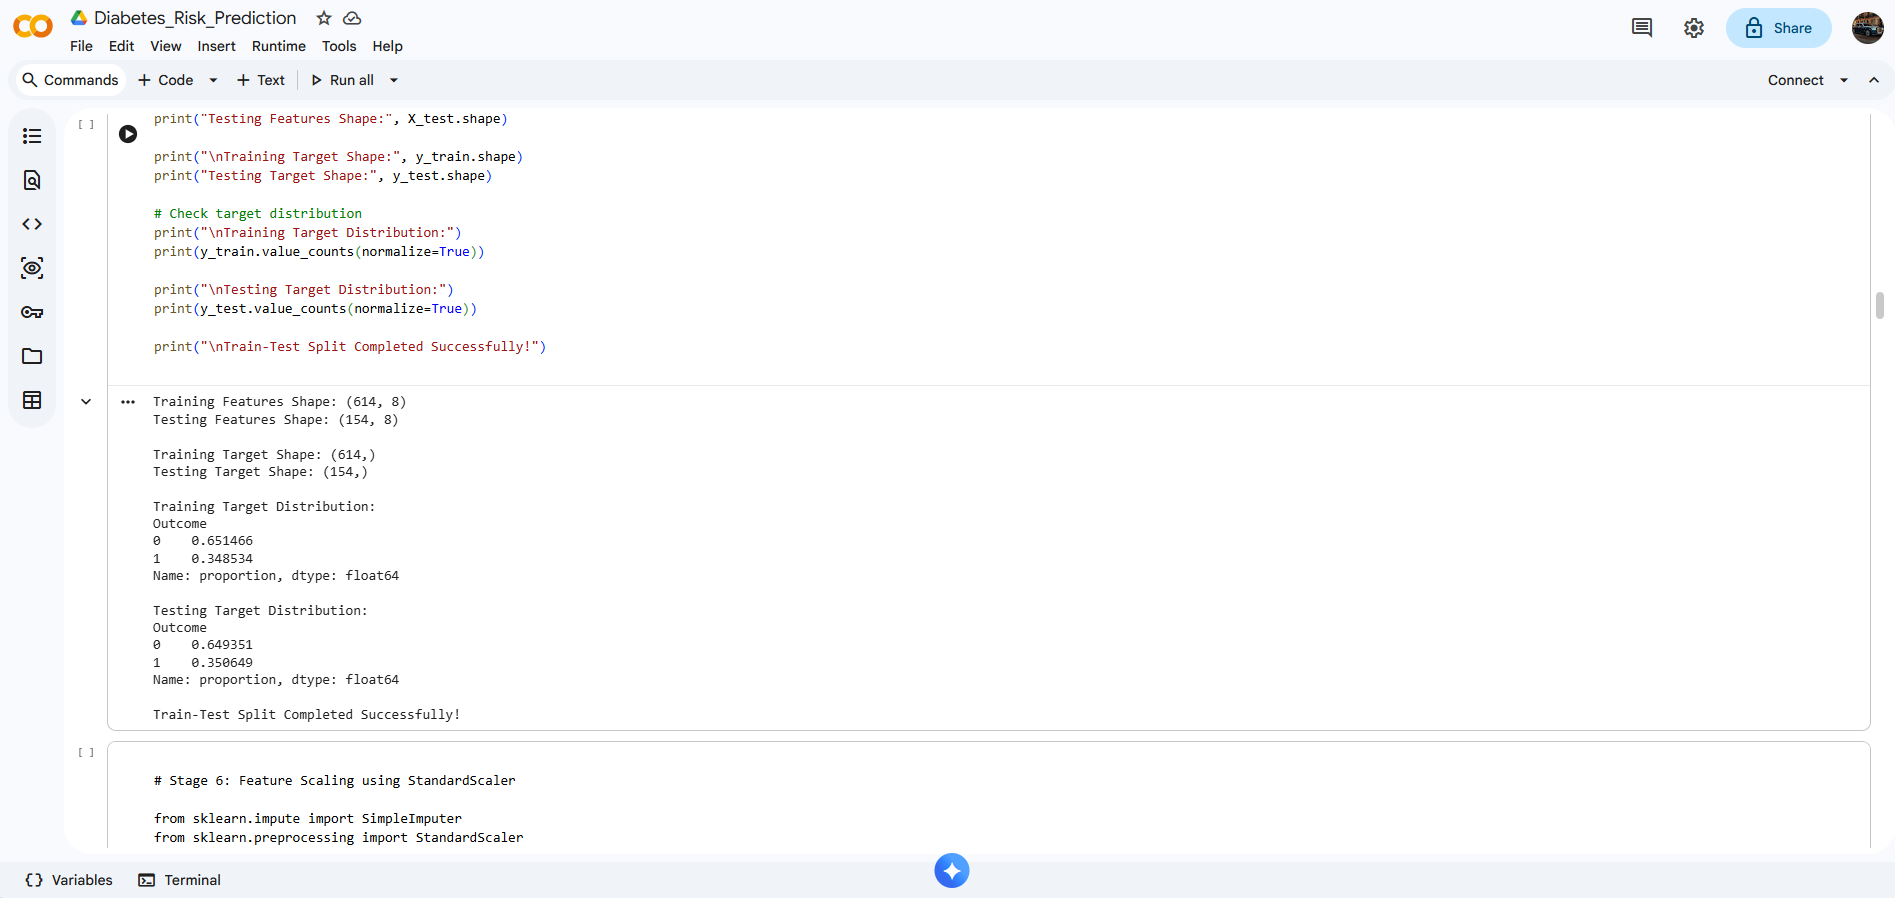 Diabetes_Risk_Prediction
File Edit View Insert Runtime Tools Help
Share
Commands + Code + Text Run all
Connect
[ ]
print("Testing Features Shape:", X_test.shape)
print("\nTraining Target Shape:", y_train.shape)
print("Testing Target Shape:", y_test.shape)
# Check target distribution
print("\nTraining Target Distribution:")
print(y_train.value_counts(normalize=True))
print("\nTesting Target Distribution:")
print(y_test.value_counts(normalize=True))
print("\nTrain-Test Split Completed Successfully!")
Training Features Shape: (614, 8)
Testing Features Shape: (154, 8)
Training Target Shape: (614,)
Testing Target Shape: (154,)
Training Target Distribution:
Outcome
0    0.651466
1    0.348534
Name: proportion, dtype: float64
Testing Target Distribution:
Outcome
0    0.649351
1    0.350649
Name: proportion, dtype: float64
Train-Test Split Completed Successfully!
[ ]
# Stage 6: Feature Scaling using StandardScaler
from sklearn.impute import SimpleImputer
from sklearn.preprocessing import StandardScaler
{} Variables Terminal